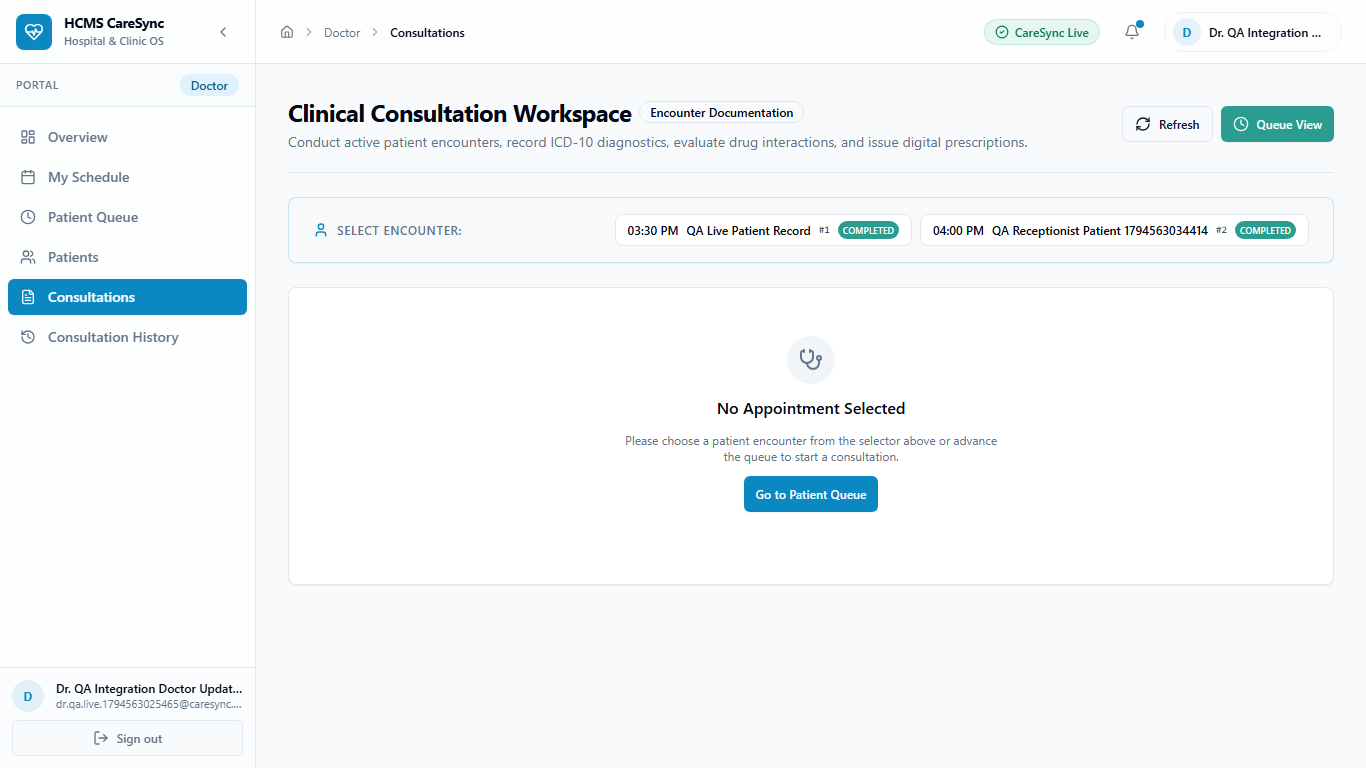 HCMS CareSync
Hospital & Clinic OS
Doctor
Consultations
CareSync Live
D
Dr. QA Integration ...
PORTAL
Doctor
Overview
My Schedule
Patient Queue
Patients
Consultations
Consultation History
Clinical Consultation Workspace
Encounter Documentation
Conduct active patient encounters, record ICD-10 diagnostics, evaluate drug interactions, and issue digital prescriptions.
Refresh
Queue View
SELECT ENCOUNTER:
03:30 PM QA Live Patient Record #1 COMPLETED
04:00 PM QA Receptionist Patient 1794563034414 #2 COMPLETED
No Appointment Selected
Please choose a patient encounter from the selector above or advance
the queue to start a consultation.
Go to Patient Queue
D
Dr. QA Integration Doctor Updat...
dr.qa.live.1794563025465@caresync....
Sign out